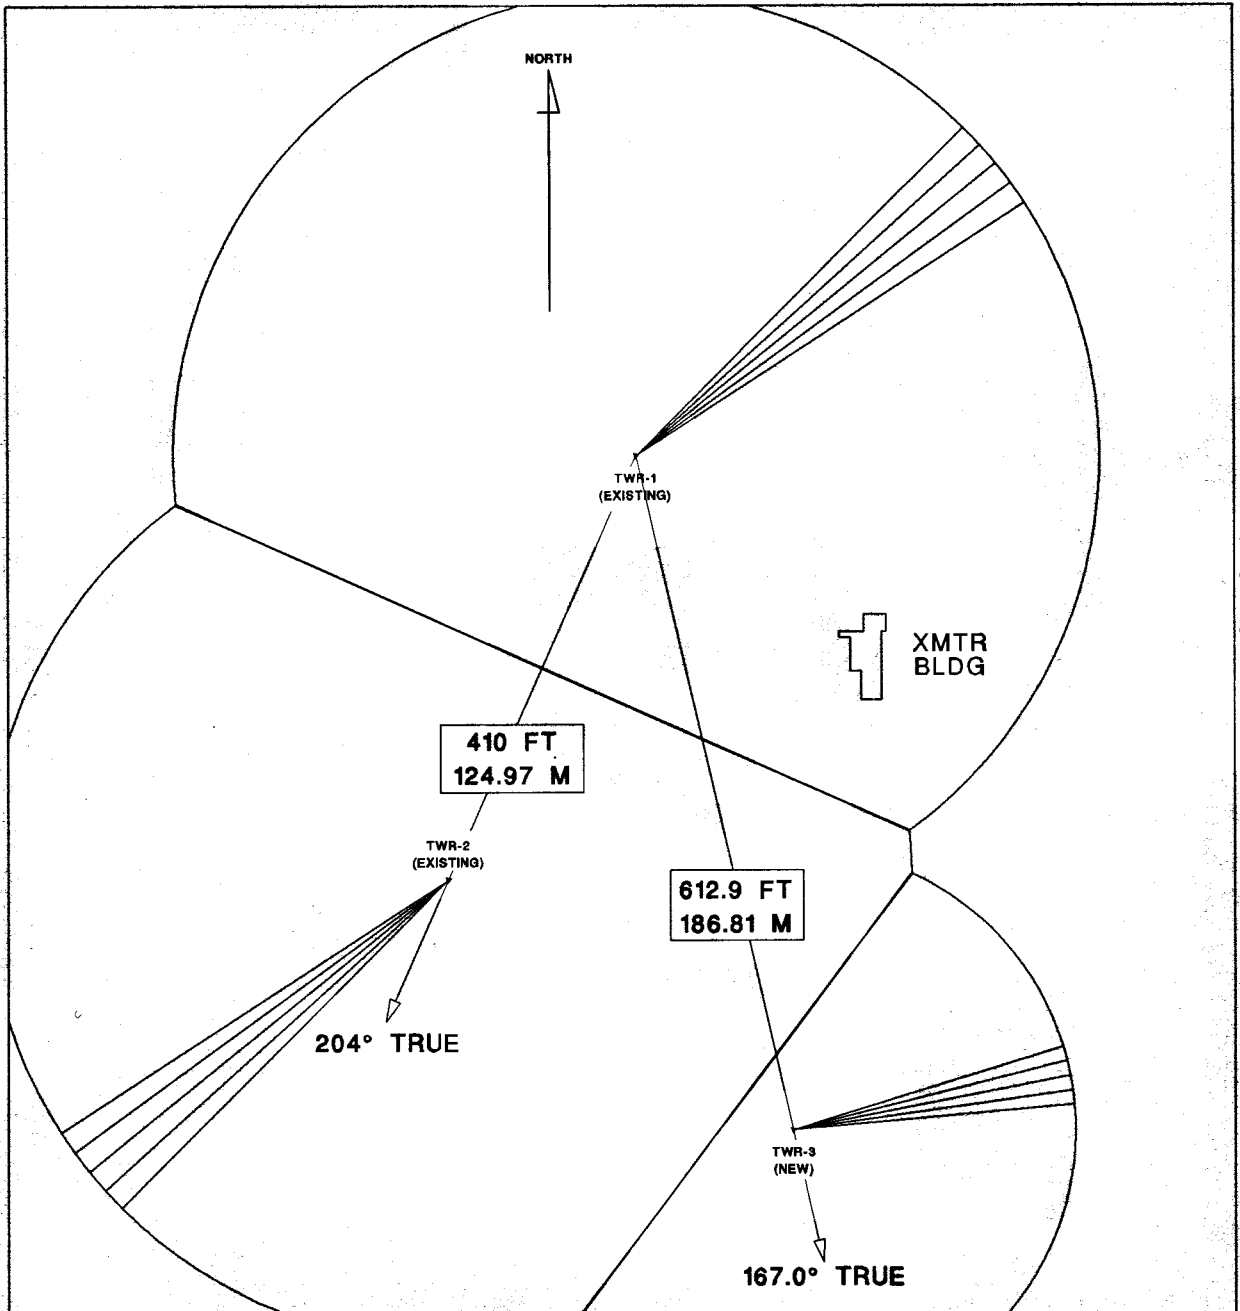 NORTH
TWR-1
(EXISTING)
XMTR
BLDG
410 FT
124.97 M
TWR-2
(EXISTING)
612.9 FT
186.81 M
204° TRUE
TWR-3
(NEW)
167.0° TRUE